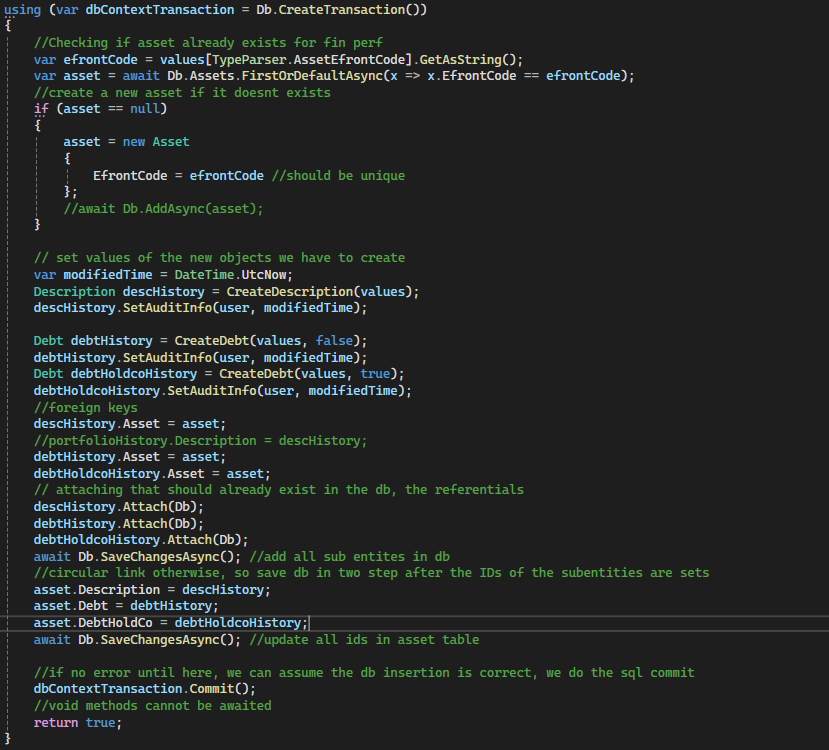 using (var dbContextTransaction = Db.CreateTransaction())
{
    //Checking if asset already exists for fin perf
    var efrontCode = values[TypeParser.AssetEfrontCode].GetAsString();
    var asset = await Db.Assets.FirstOrDefaultAsync(x => x.EfrontCode == efrontCode);
    //create a new asset if it doesnt exists
    if (asset == null)
    {
        asset = new Asset
        {
            EfrontCode = efrontCode //should be unique
        };
        //await Db.AddAsync(asset);
    }

    // set values of the new objects we have to create
    var modifiedTime = DateTime.UtcNow;
    Description descHistory = CreateDescription(values);
    descHistory.SetAuditInfo(user, modifiedTime);

    Debt debtHistory = CreateDebt(values, false);
    debtHistory.SetAuditInfo(user, modifiedTime);
    Debt debtHoldcoHistory = CreateDebt(values, true);
    debtHoldcoHistory.SetAuditInfo(user, modifiedTime);
    //foreign keys
    descHistory.Asset = asset;
    //portfolioHistory.Description = descHistory;
    debtHistory.Asset = asset;
    debtHoldcoHistory.Asset = asset;
    // attaching that should already exist in the db, the referentials
    descHistory.Attach(Db);
    debtHistory.Attach(Db);
    debtHoldcoHistory.Attach(Db);
    await Db.SaveChangesAsync(); //add all sub entites in db
    //circular link otherwise, so save db in two step after the IDs of the subentities are sets
    asset.Description = descHistory;
    asset.Debt = debtHistory;
    asset.DebtHoldCo = debtHoldcoHistory;
    await Db.SaveChangesAsync(); //update all ids in asset table

    //if no error until here, we can assume the db insertion is correct, we do the sql commit
    dbContextTransaction.Commit();
    //void methods cannot be awaited
    return true;
}